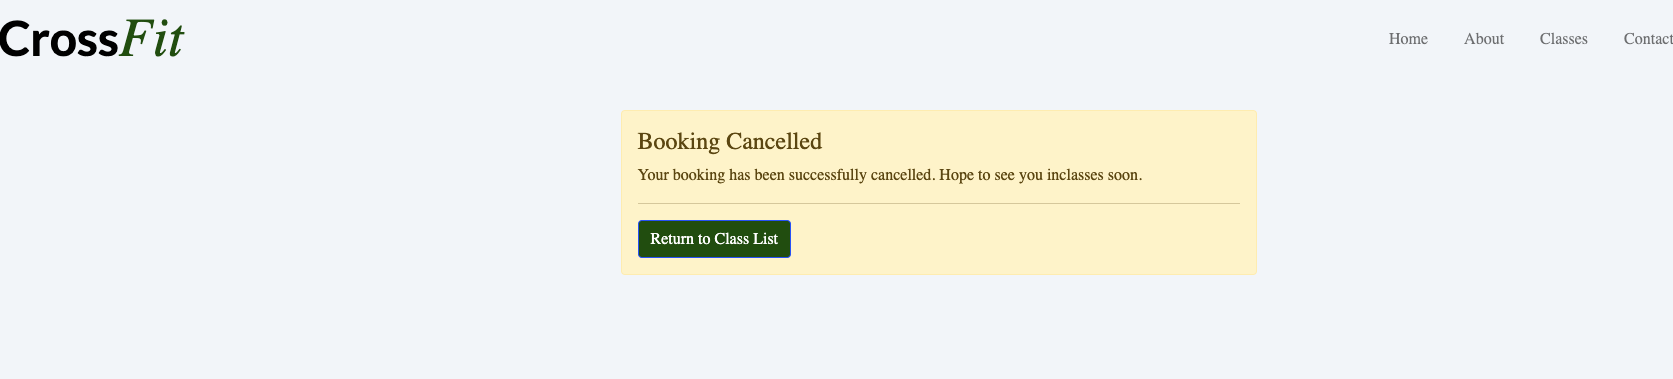 CrossFit
Home About Classes Contact
Booking Cancelled
Your booking has been successfully cancelled. Hope to see you inclasses soon.
Return to Class List